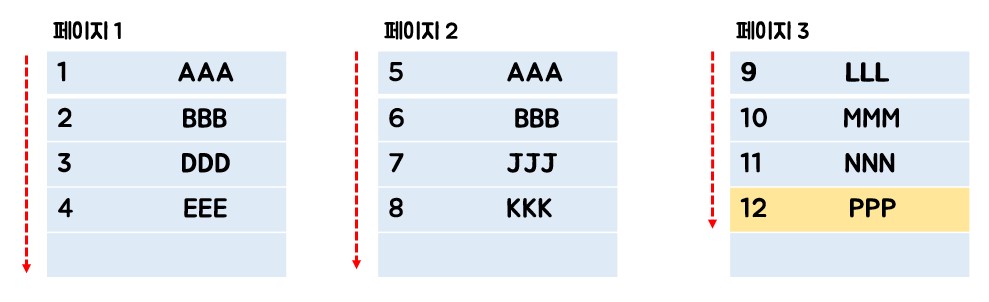 페이지 1
1 AAA
2 BBB
3 DDD
4 EEE
페이지 2
5 AAA
6 BBB
7 JJJ
8 KKK
페이지 3
9 LLL
10 MMM
11 NNN
12 PPP